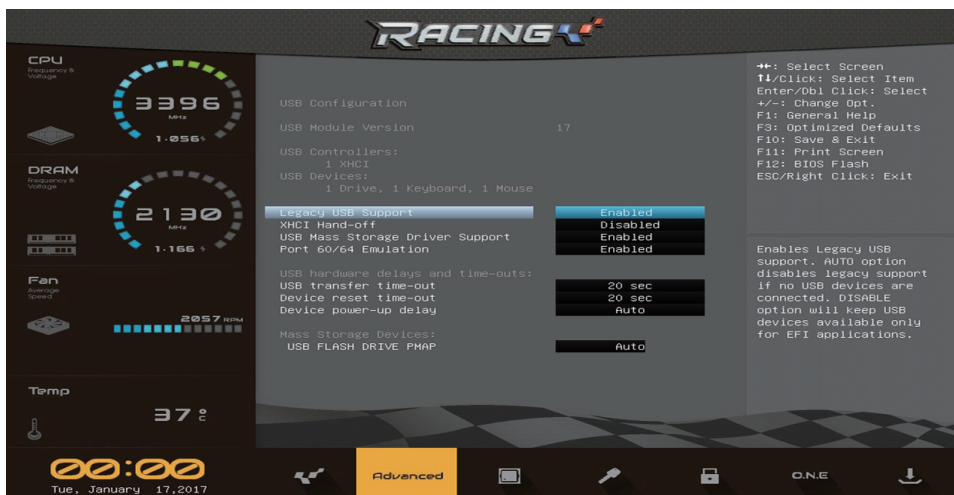 RACING
CPU
Frequency &
Voltage
3396
MHz
1.056v
DRAM
Frequency &
Voltage
2130
MHz
1.166 v
Fan
Average
Speed
2057 RPM
Temp
37 °C
00:00
Tue, January 17,2017
USB Configuration
USB Module Version 17
USB Controllers:
1 XHCI
USB Devices:
1 Drive, 1 Keyboard, 1 Mouse
Legacy USB Support Enabled
XHCI Hand-off Disabled
USB Mass Storage Driver Support Enabled
Port 60/64 Emulation Enabled
USB hardware delays and time-outs:
USB transfer time-out 20 sec
Device reset time-out 20 sec
Device power-up delay Auto
Mass Storage Devices:
USB FLASH DRIVE PMAP Auto
→←: Select Screen
↑↓/Click: Select Item
Enter/Dbl Click: Select
+/-: Change Opt.
F1: General Help
F3: Optimized Defaults
F10: Save & Exit
F11: Print Screen
F12: BIOS Flash
ESC/Right Click: Exit
Enables Legacy USB
support. AUTO option
disables legacy support
if no USB devices are
connected. DISABLE
option will keep USB
devices available only
for EFI applications.
Advanced
O.N.E